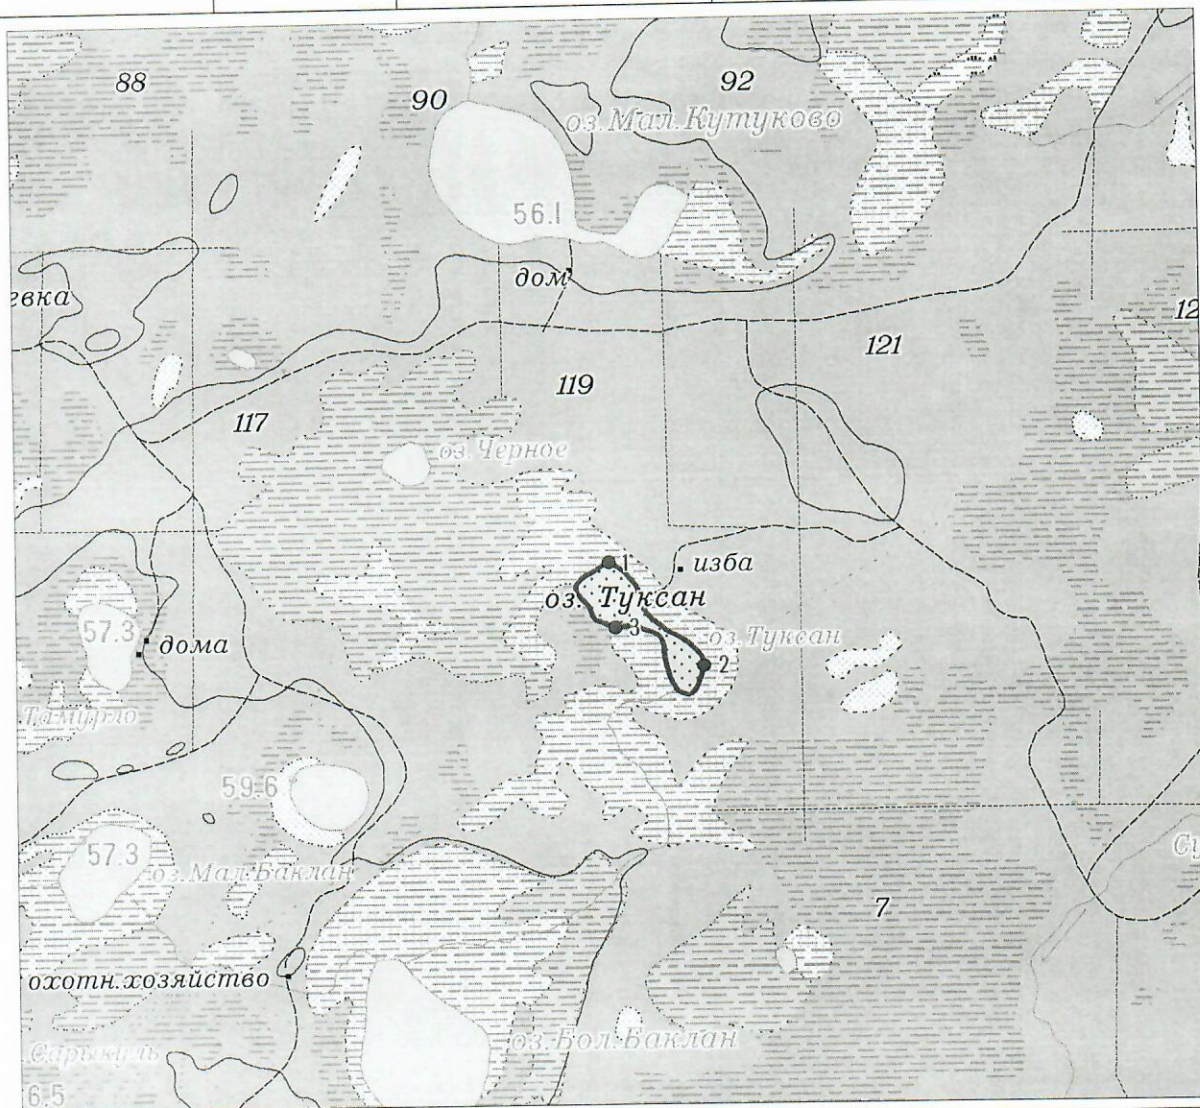 88
90
92
оз. Мал. Кутуково
56.1
дом
евка
12
121
119
117
оз. Черное
1
изба
оз. Туксан
3
57.3
дома
оз. Туксан
2
Тамурло
59.6
57.3
оз. Мал. Баклан
7
охотн. хозяйство
оз. Бол. Баклан
Сарыкуль
6.5